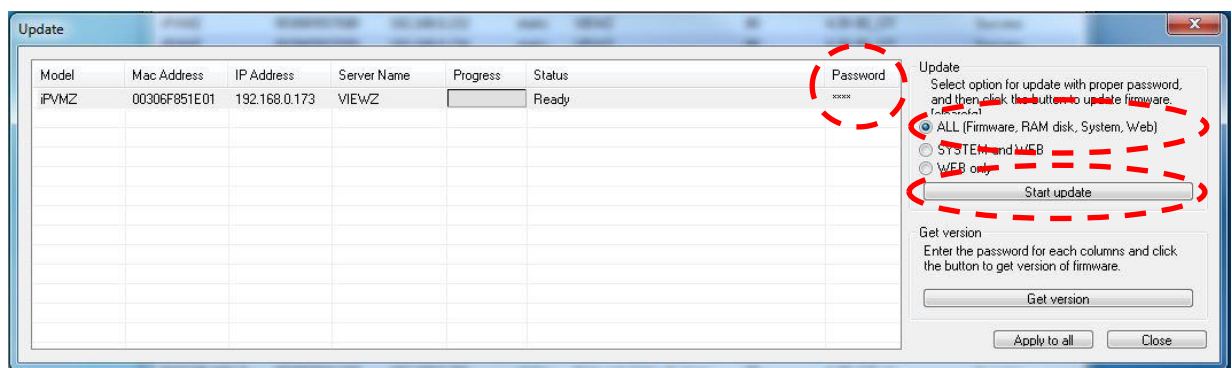 Update
Model Mac Address IP Address Server Name Progress Status Password
iPVMZ 00306F851E01 192.168.0.173 VIEWZ Ready ××××
Update
Select option for update with proper password,
and then click the button to update firmware.
ALL (Firmware, RAM disk, System, Web)
SYSTEM and WEB
WEB only
Start update
Get version
Enter the password for each columns and click
the button to get version of firmware.
Get version
Apply to all Close